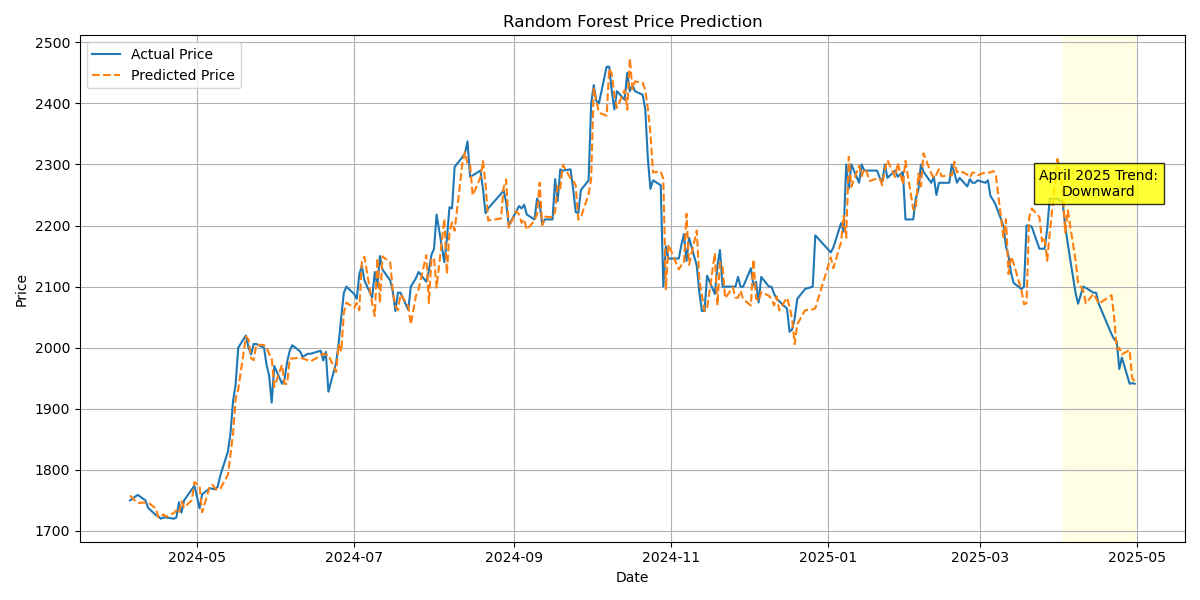 Random Forest Price Prediction
Actual Price
Predicted Price
April 2025 Trend:
Downward
Price
2500
2400
2300
2200
2100
2000
1900
1800
1700
2024-05
2024-07
2024-09
2024-11
2025-01
2025-03
2025-05
Date